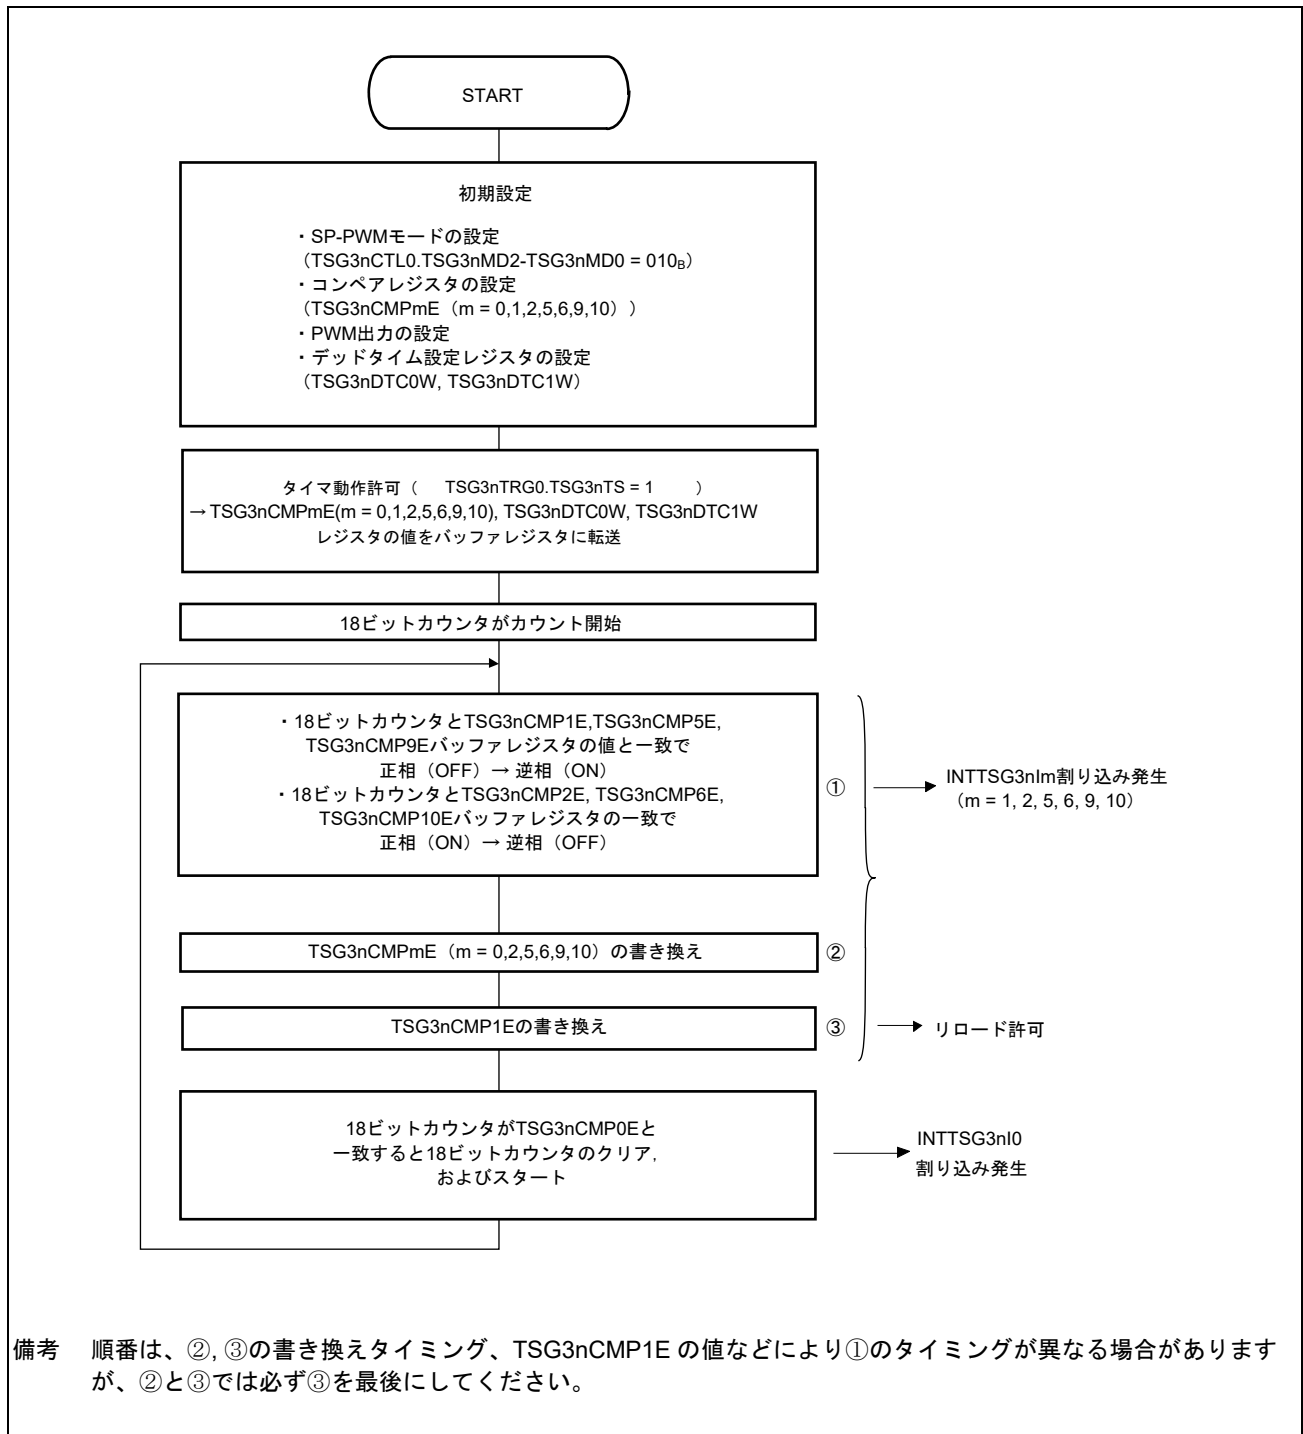 START
初期設定
・SP-PWMモードの設定
（TSG3nCTL0.TSG3nMD2-TSG3nMD0 = 010B）
・コンペアレジスタの設定
（TSG3nCMPmE（m = 0,1,2,5,6,9,10））
・PWM出力の設定
・デッドタイム設定レジスタの設定
（TSG3nDTC0W, TSG3nDTC1W）
タイマ動作許可（ TSG3nTRG0.TSG3nTS = 1 ）
→TSG3nCMPmE(m = 0,1,2,5,6,9,10), TSG3nDTC0W, TSG3nDTC1W
レジスタの値をバッファレジスタに転送
18ビットカウンタがカウント開始
・18ビットカウンタとTSG3nCMP1E,TSG3nCMP5E,
TSG3nCMP9Eバッファレジスタの値と一致で
正相（OFF）→ 逆相（ON）
・18ビットカウンタとTSG3nCMP2E, TSG3nCMP6E,
TSG3nCMP10Eバッファレジスタの一致で
正相（ON）→ 逆相（OFF）
①
INTTSG3nIm割り込み発生
（m = 1, 2, 5, 6, 9, 10）
TSG3nCMPmE（m = 0,2,5,6,9,10）の書き換え
②
TSG3nCMP1Eの書き換え
③
リロード許可
18ビットカウンタがTSG3nCMP0Eと
一致すると18ビットカウンタのクリア,
およびスタート
INTTSG3nI0
割り込み発生
備考 順番は、②, ③の書き換えタイミング、TSG3nCMP1E の値などにより①のタイミングが異なる場合があります
が、②と③では必ず③を最後にしてください。